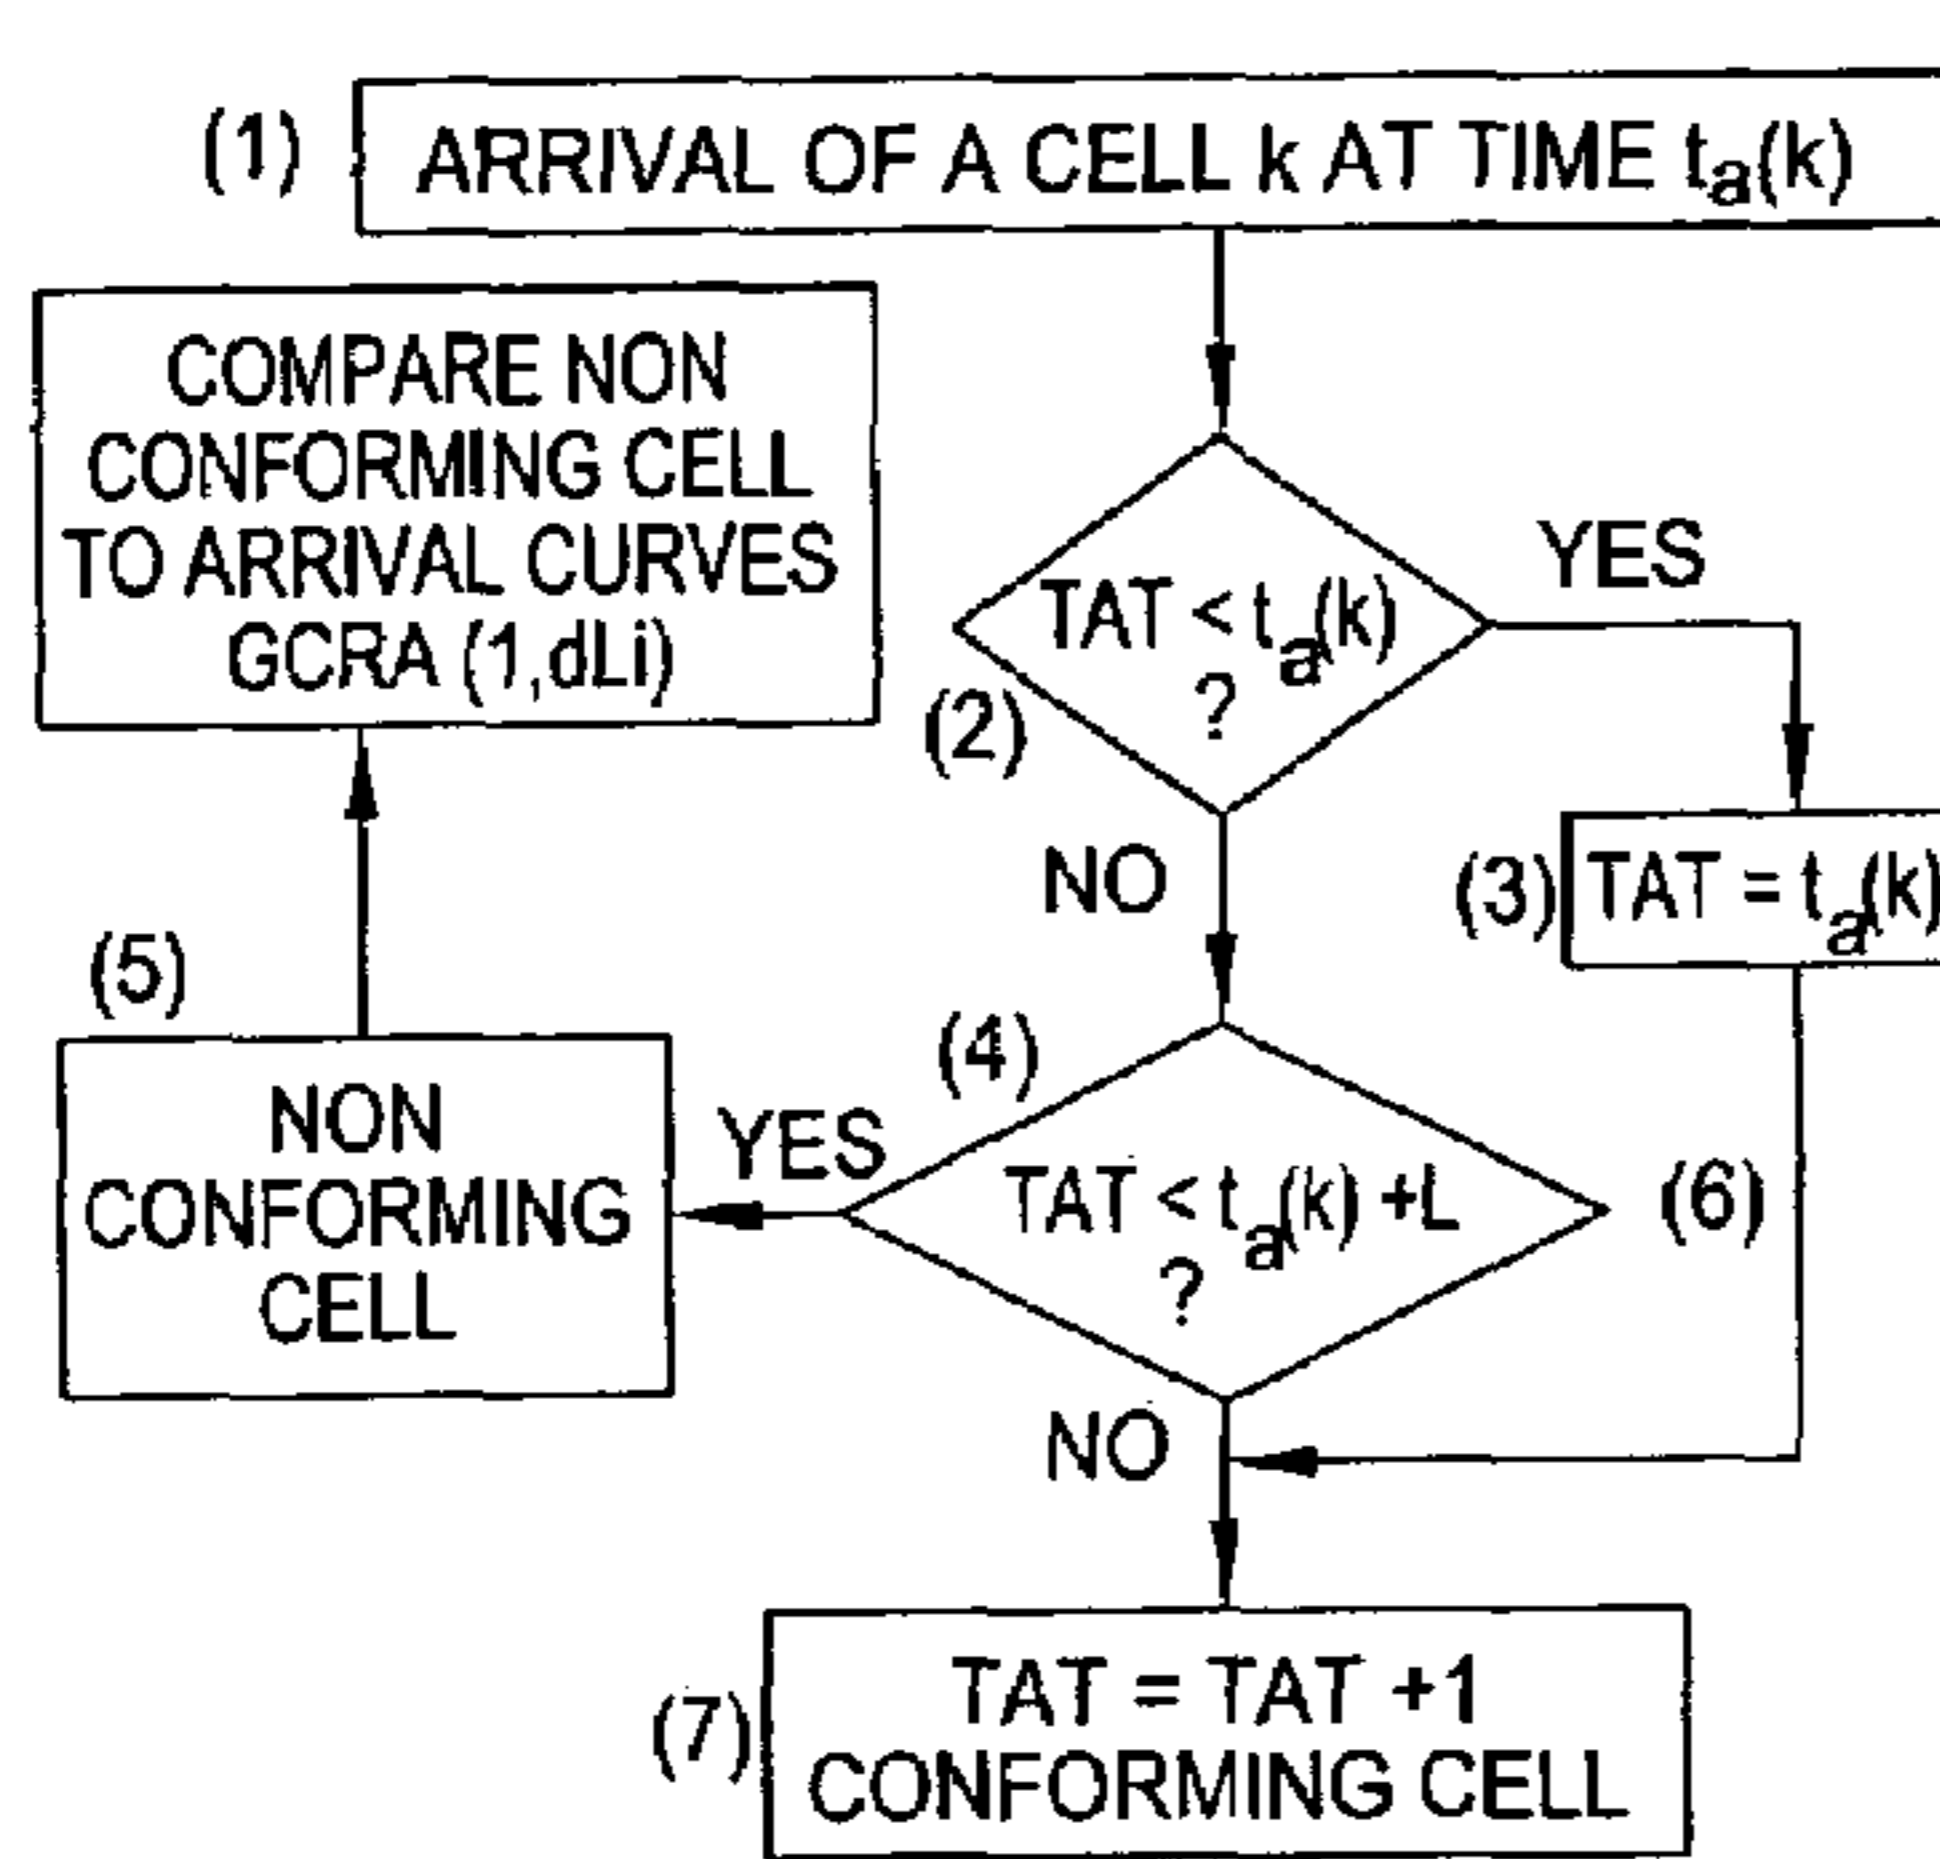 (1)
ARRIVAL OF A CELL k AT TIME ta(k)
COMPARE NON
CONFORMING CELL
TO ARRIVAL CURVES
GCRA (1,dLi)
TAT < ta(k)
?
(2)
YES
NO
(3)
TAT = ta(k)
(4)
TAT < ta(k) +L
?
YES
(5)
NON
CONFORMING
CELL
(6)
NO
(7)
TAT = TAT +1
CONFORMING CELL